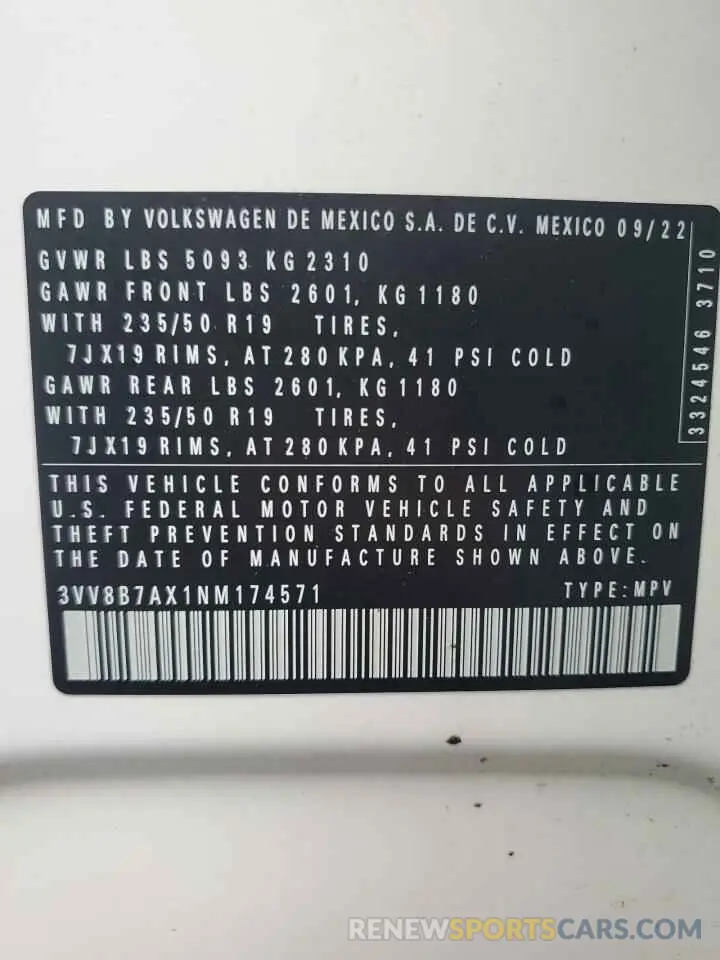 MFD BY VOLKSWAGEN DE MEXICO S.A. DE C.V. MEXICO 09/22
GVWR LBS 5093 KG 2310
GAWR FRONT LBS 2601, KG 1180
WITH 235/50 R19 TIRES,
7JX19 RIMS, AT 280 KPA, 41 PSI COLD
GAWR REAR LBS 2601, KG 1180
WITH 235/50 R19 TIRES,
7JX19 RIMS, AT 280 KPA, 41 PSI COLD
3324546 3710
THIS VEHICLE CONFORMS TO ALL APPLICABLE
U.S. FEDERAL MOTOR VEHICLE SAFETY AND
THEFT PREVENTION STANDARDS IN EFFECT ON
THE DATE OF MANUFACTURE SHOWN ABOVE.
3VV8B7AX1NM174571 TYPE: MPV
RENEWSPORTSCARS.COM